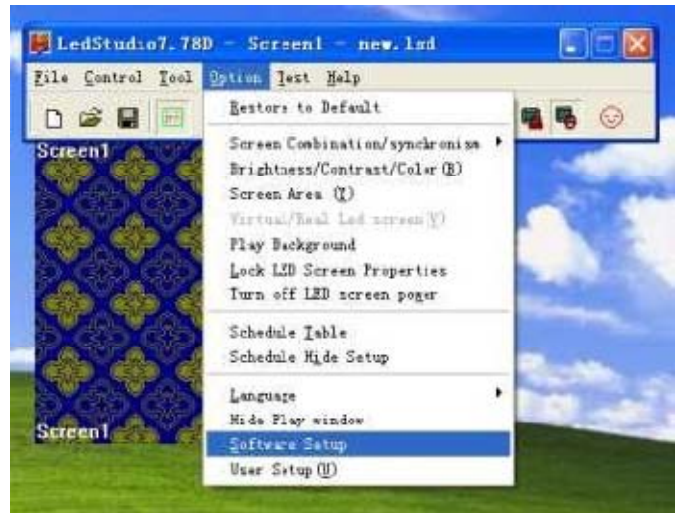 LedStudio7.78D - Screen1 - new.lsd
File Control Tool Option Test Help
Restore to Default
Screen1
Screen Combination/synchronism
Brightness/Contrast/Color(B)
Screen Area (Y)
Virtual/Real Led screen(V)
Play Background
Lock LED Screen Properties
Turn off LED screen power
Schedule Table
Schedule Hide Setup
Language
Hide Play window
Screen1
Software Setup
User Setup(U)